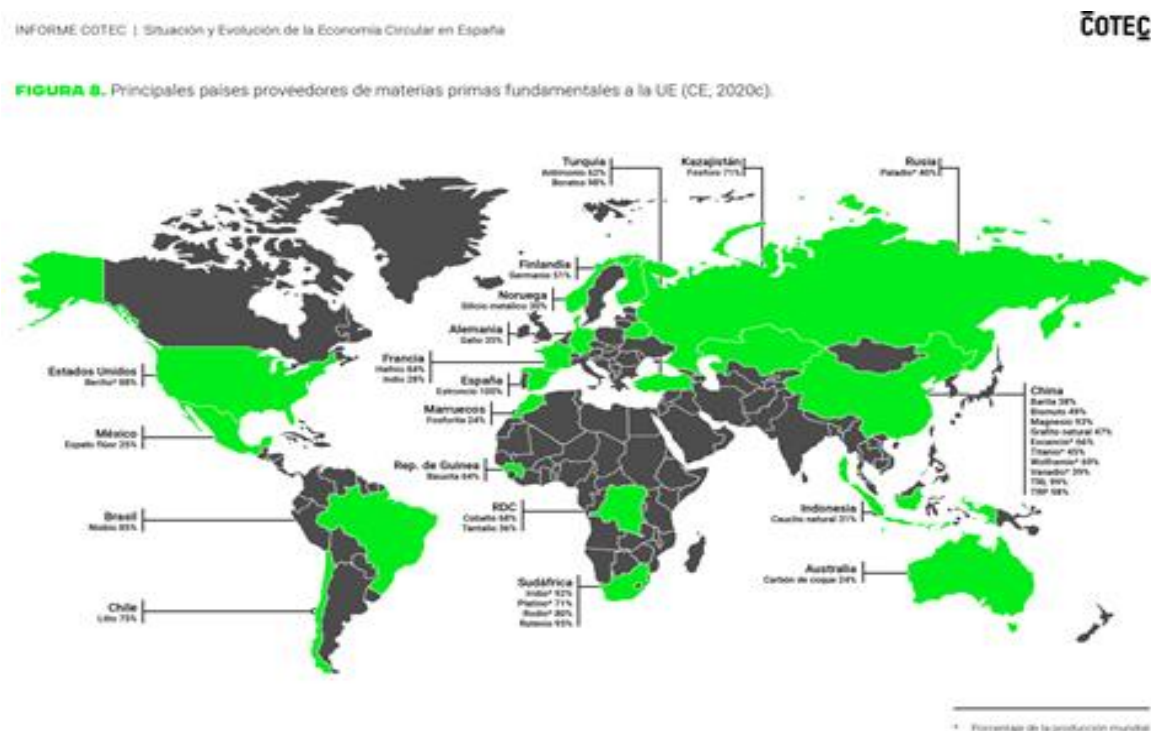 INFORME COTEC | Situación y Evolución de la Economía Circular en España
COTEC
FIGURA 8. Principales países proveedores de materias primas fundamentales a la UE (CE, 2020c).
Turquía
Antimonio 62%
Boratos 98%
Kazajistán
Fósforo 71%
Rusia
Paladio* 40%
Finlandia
Germanio 51%
Noruega
Silicio metálico 30%
Alemania
Galio 35%
Francia
Hafnio 84%
Indio 28%
España
Estroncio 100%
Marruecos
Fosforita 24%
Estados Unidos
Berilio* 88%
México
Espato flúor 25%
Rep. de Guinea
Bauxita 64%
Brasil
Niobio 85%
RDC
Cobalto 68%
Tantalio 36%
Chile
Litio 78%
Sudáfrica
Iridio* 92%
Platino* 71%
Rodio* 80%
Rutenio 93%
China
Barita 38%
Bismuto 49%
Magnesio 93%
Grafito natural 47%
Escandio* 66%
Titanio* 45%
Wolframio* 69%
Vanadio* 39%
TRL 99%
TRP 98%
Indonesia
Caucho natural 31%
Australia
Carbón de coque 24%
* Porcentaje de la producción mundial